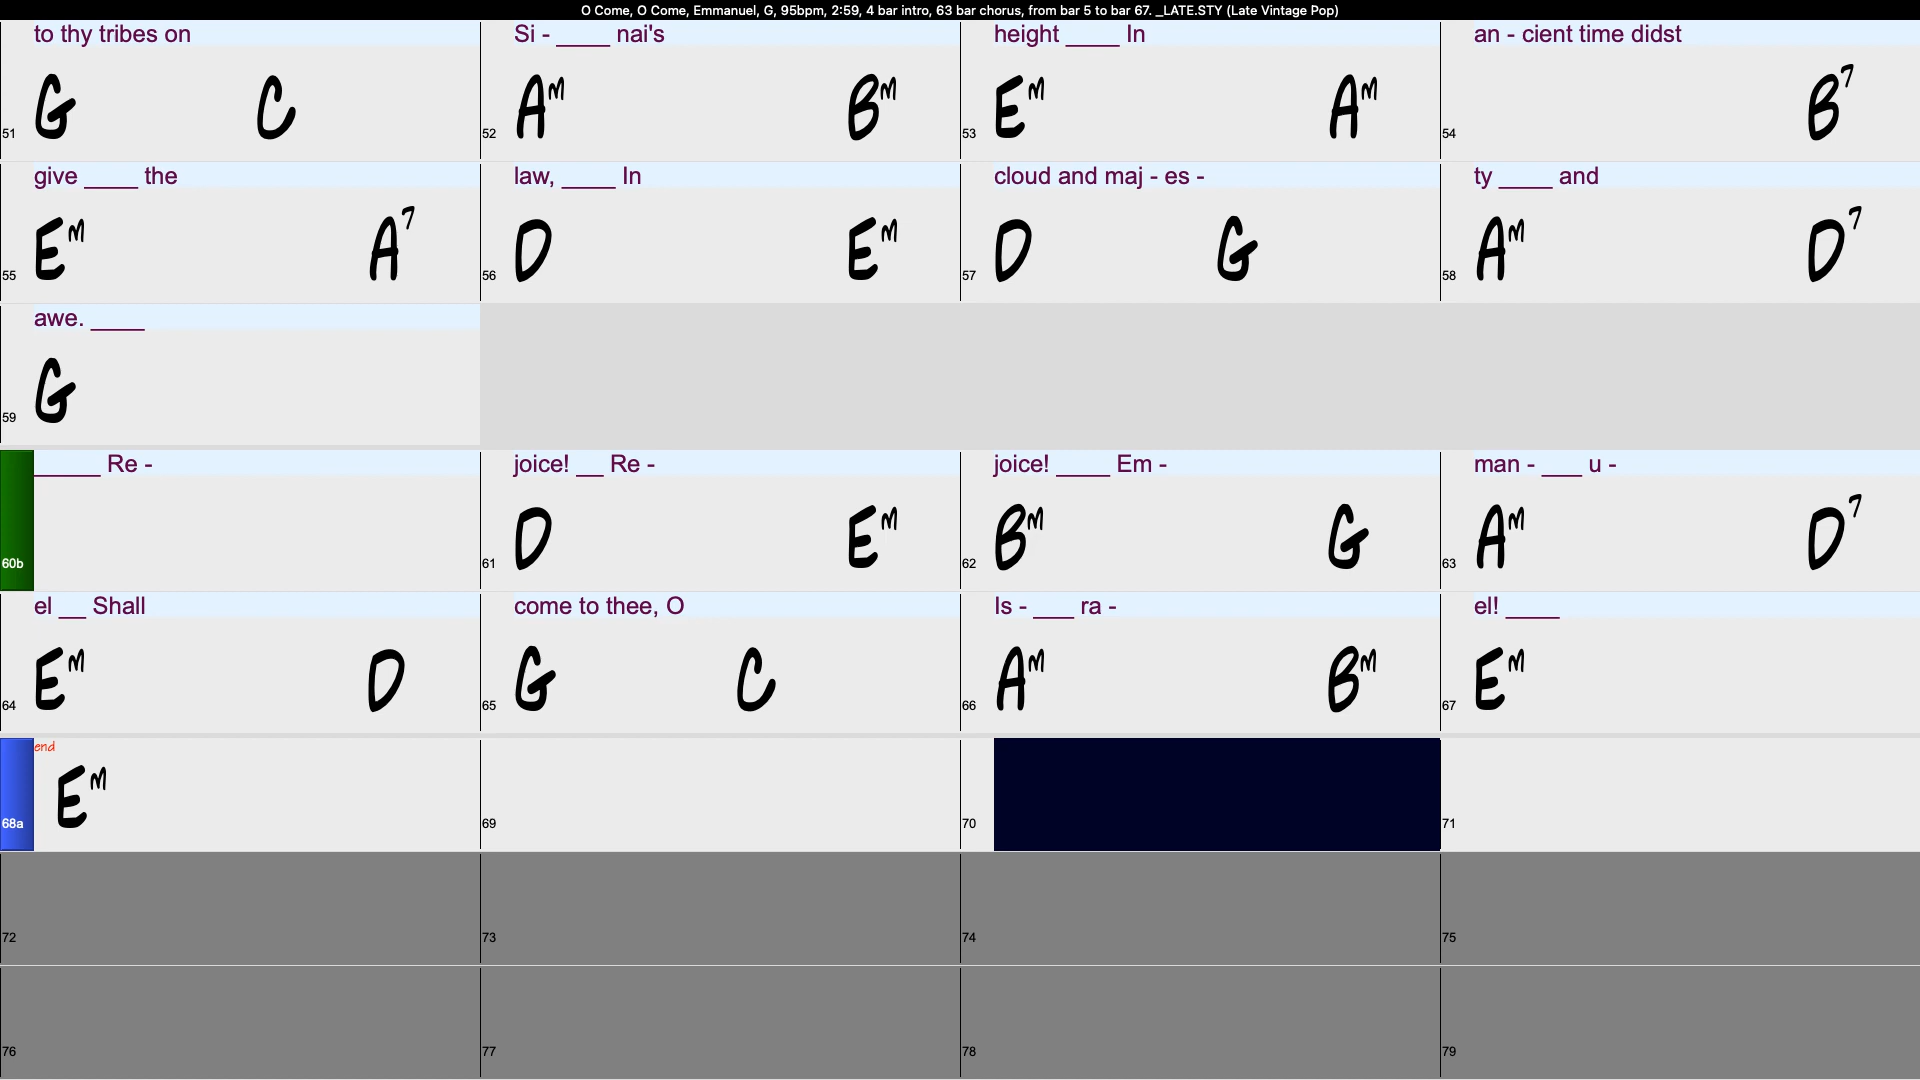 O Come, O Come, Emmanuel, G, 95bpm, 2:59, 4 bar intro, 63 bar chorus, from bar 5 to bar 67. _LATE.STY (Late Vintage Pop)
to thy tribes on Si - ____ nai's height ____ In an - cient time didst
51 G C 52 Am Bm 53 Em Am 54 B7
give ____ the law, ____ In cloud and maj - es - ty ____ and
55 Em A7 56 D Em 57 D G 58 Am D7
awe. ____
59 G
_____ Re - joice! __ Re - joice! ____ Em - man - ___ u -
60b 61 D Em 62 Bm G 63 Am D7
el __ Shall come to thee, O Is - ___ ra - el! ____
64 Em D 65 G C 66 Am Bm 67 Em
end
68a Em 69 70 71
72 73 74 75
76 77 78 79